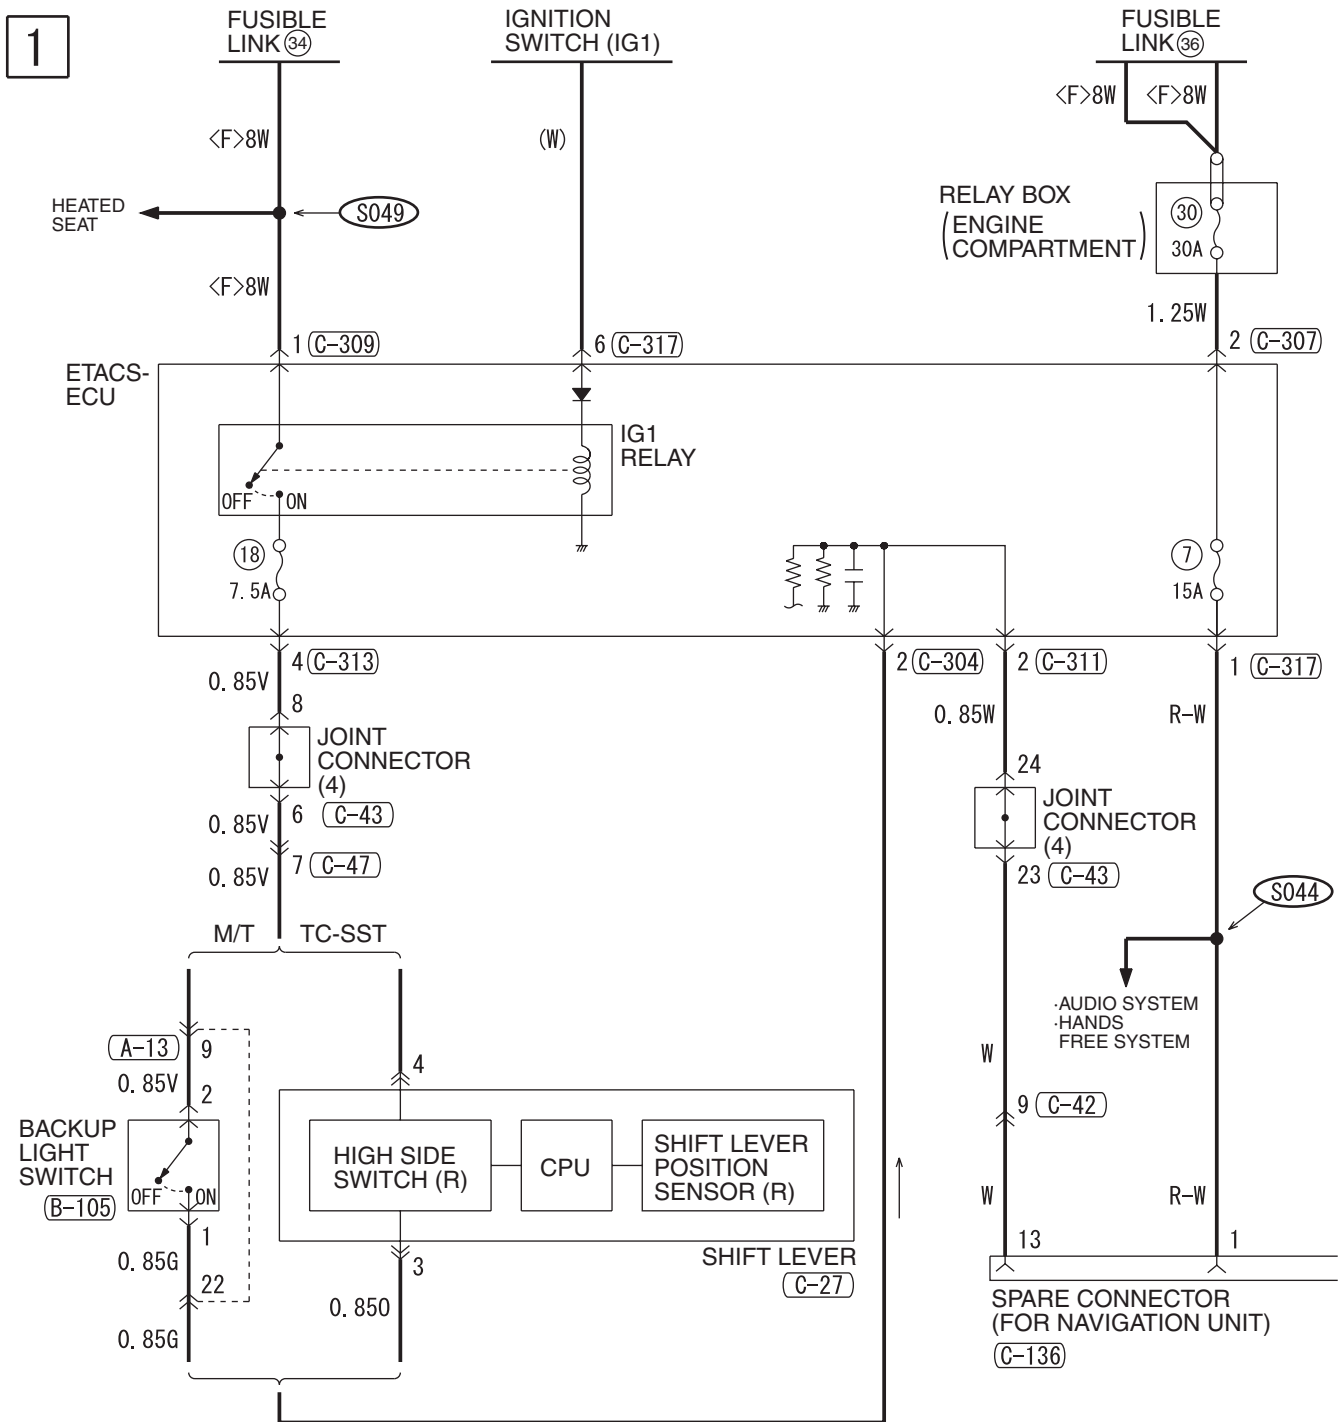 1
FUSIBLE
LINK 34
IGNITION
SWITCH (IG1)
FUSIBLE
LINK 36
<F>8W
(W)
<F>8W <F>8W
HEATED
SEAT
S049
RELAY BOX
(ENGINE
COMPARTMENT)
30
30A
<F>8W
1.25W
1 C-309
6 C-317
2 C-307
ETACS-
ECU
IG1
RELAY
OFF ON
18
7.5A
7
15A
4 C-313
2 C-304
2 C-311
1 C-317
0.85V
0.85W
R-W
8
24
JOINT
CONNECTOR
(4)
JOINT
CONNECTOR
(4)
6 C-43
0.85V
23 C-43
7 C-47
0.85V
S044
M/T TC-SST
·AUDIO SYSTEM
·HANDS
FREE SYSTEM
A-13 9
4
W
0.85V
2
9 C-42
BACKUP
LIGHT
SWITCH
B-105
OFF ON
HIGH SIDE
SWITCH (R)
CPU
SHIFT LEVER
POSITION
SENSOR (R)
W
R-W
1
0.85G
22
3
SHIFT LEVER
C-27
13
1
0.85O
0.85G
SPARE CONNECTOR
(FOR NAVIGATION UNIT)
C-136